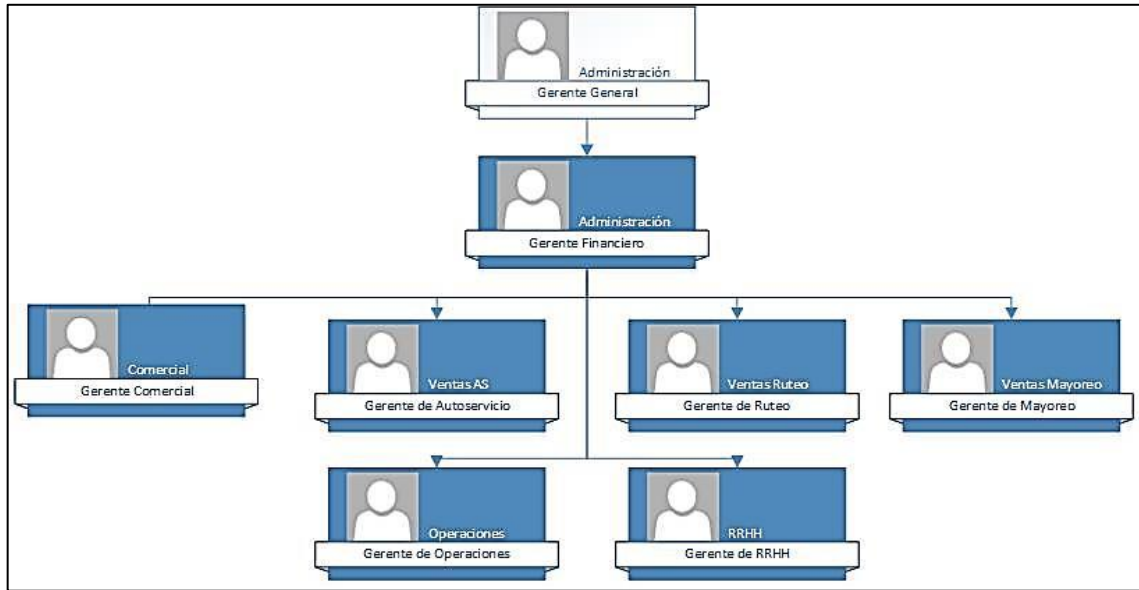 Administración
Gerente General
Administración
Gerente Financiero
Comercial
Gerente Comercial
Ventas AS
Gerente de Autoservicio
Ventas Ruteo
Gerente de Ruteo
Ventas Mayoreo
Gerente de Mayoreo
Operaciones
Gerente de Operaciones
RRHH
Gerente de RRHH